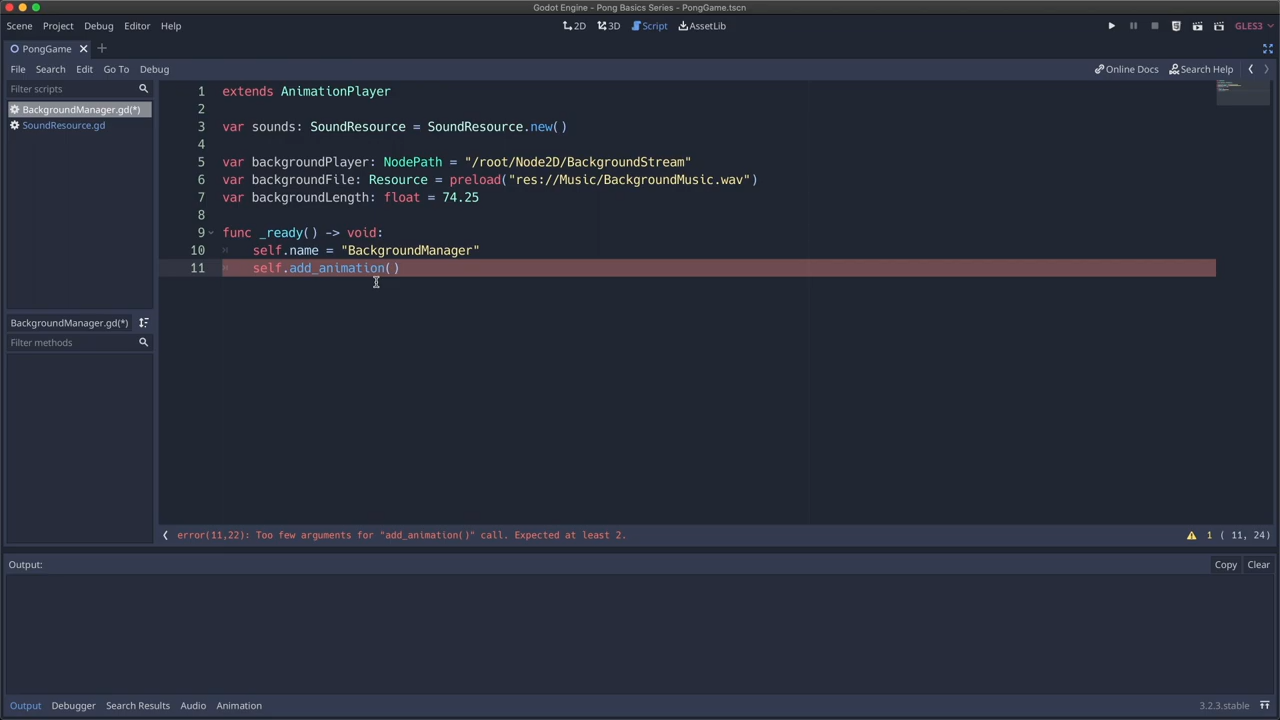 Godot Engine - Pong Basics Series - PongGame.tscn
Scene Project Debug Editor Help 2D 3D Script AssetLib GLES3
PongGame
File Search Edit Go To Debug Online Docs Search Help
Filter scripts
BackgroundManager.gd(*)
SoundResource.gd
BackgroundManager.gd(*)
Filter methods
1 extends AnimationPlayer
2
3 var sounds: SoundResource = SoundResource.new()
4
5 var backgroundPlayer: NodePath = "/root/Node2D/BackgroundStream"
6 var backgroundFile: Resource = preload("res://Music/BackgroundMusic.wav")
7 var backgroundLength: float = 74.25
8
9 func _ready() -> void:
10 self.name = "BackgroundManager"
11 self.add_animation()
error(11,22): Too few arguments for "add_animation()" call. Expected at least 2. 1 ( 11, 24)
Output: Copy Clear
Output Debugger Search Results Audio Animation 3.2.3.stable